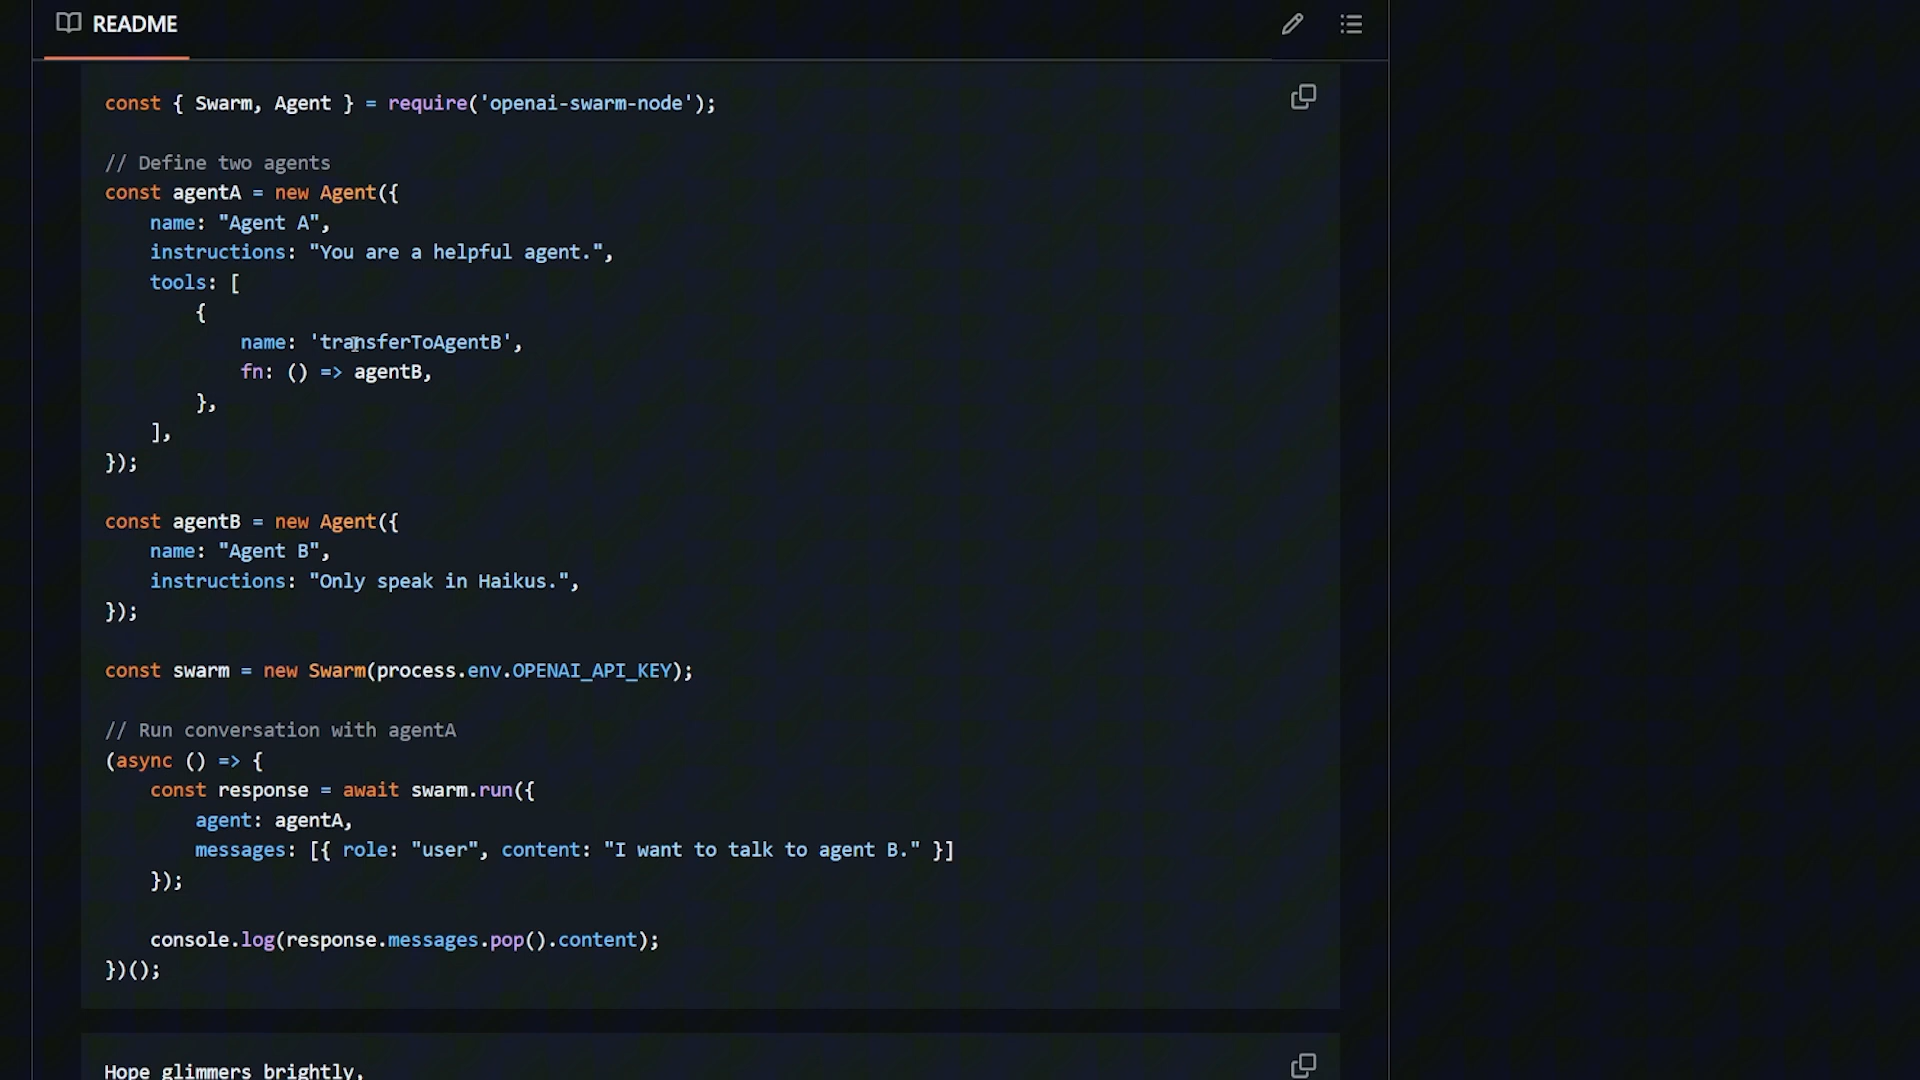 README
const { Swarm, Agent } = require('openai-swarm-node');
// Define two agents
const agentA = new Agent({
    name: "Agent A",
    instructions: "You are a helpful agent.",
    tools: [
        {
            name: 'transferToAgentB',
            fn: () => agentB,
        },
    ],
});
const agentB = new Agent({
    name: "Agent B",
    instructions: "Only speak in Haikus.",
});
const swarm = new Swarm(process.env.OPENAI_API_KEY);
// Run conversation with agentA
(async () => {
    const response = await swarm.run({
        agent: agentA,
        messages: [{ role: "user", content: "I want to talk to agent B." }]
    });
    console.log(response.messages.pop().content);
})();
Hope glimmers brightly,